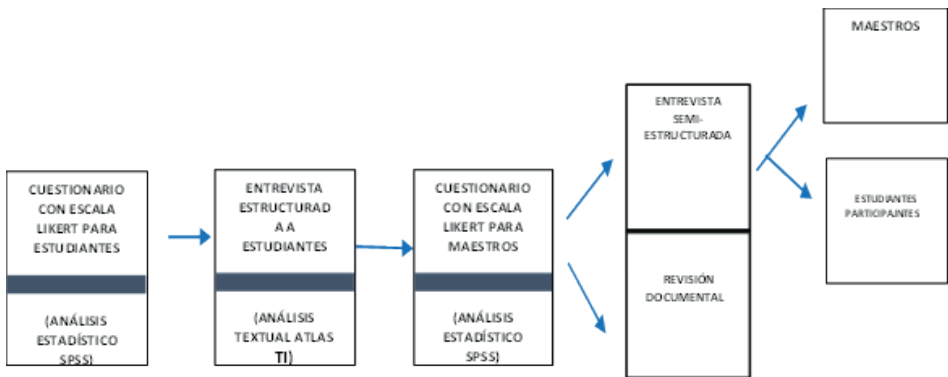 CUESTIONARIO
CON ESCALA
LIKERT PARA
ESTUDIANTES
(ANÁLISIS
ESTADÍSTICO
SPSS)
ENTREVISTA
ESTRUCTURAD
A A
ESTUDIANTES
(ANÁLISIS
TEXTUAL ATLAS
TI)
CUESTIONARIO
CON ESCALA
LIKERT PARA
MAESTROS
(ANÁLISIS
ESTADÍSTICO
SPSS)
ENTREVISTA
SEMI-
ESTRUCTURADA
REVISIÓN
DOCUMENTAL
MAESTROS
ESTUDIANTES
PARTICIPAJNTES